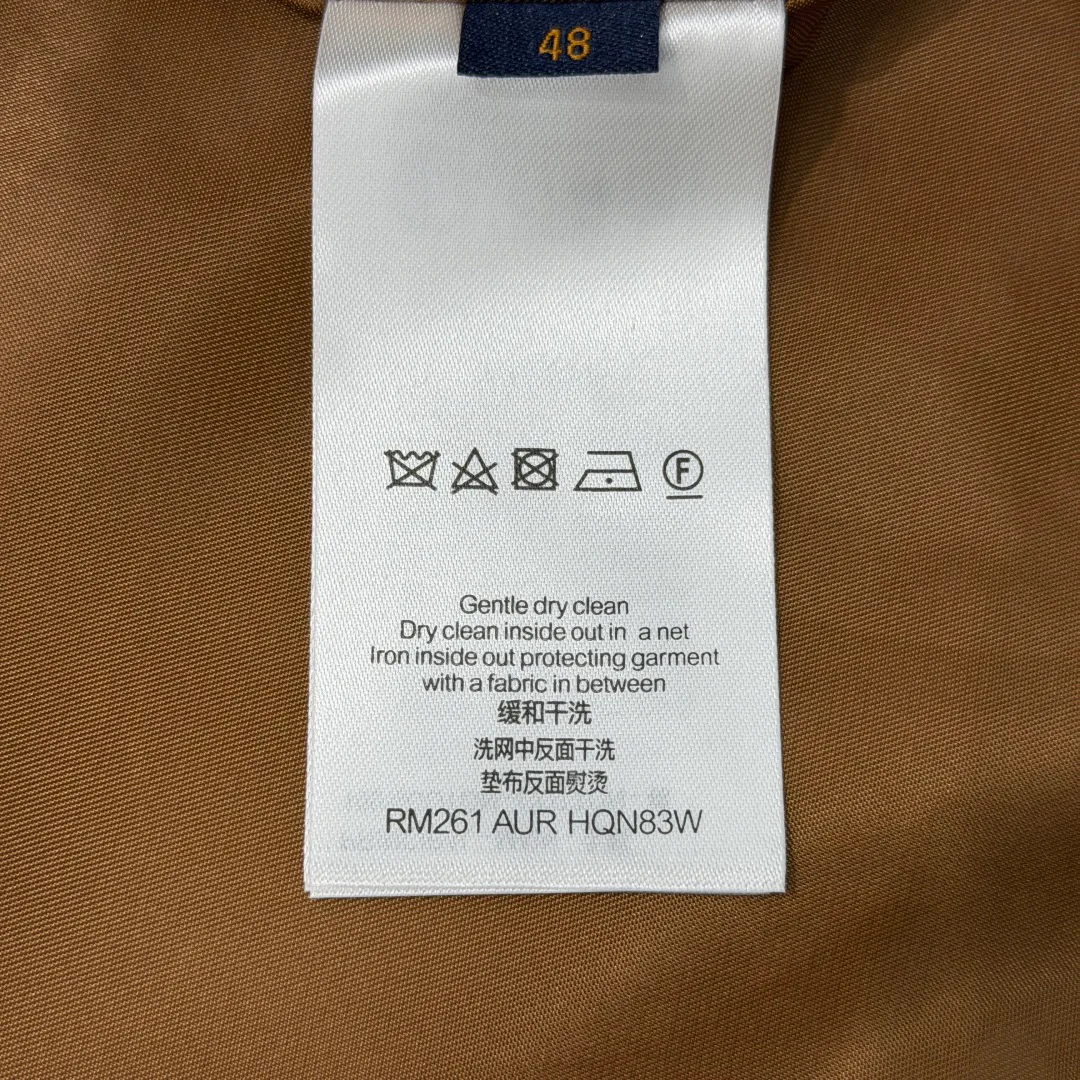 48
F
Gentle dry clean
Dry clean inside out in a net
Iron inside out protecting garment
with a fabric in between
缓和干洗
洗网中反面干洗
垫布反面熨烫
RM261 AUR HQN83W